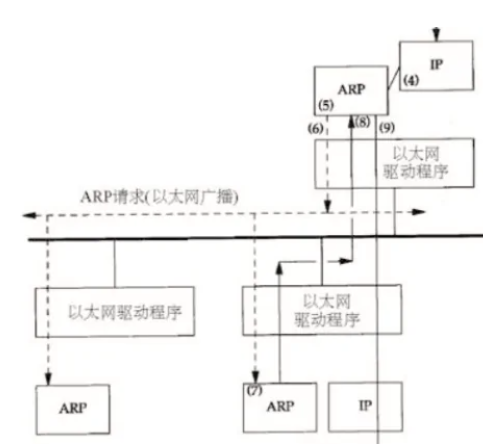 IP
(4)
ARP
(5)
(6)
(8)
(9)
以太网
驱动程序
ARP请求(以太网广播)
以太网驱动程序
以太网
驱动程序
ARP
(7)
ARP
IP